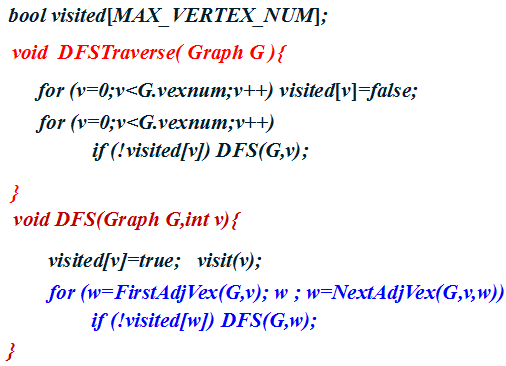 bool visited[MAX_VERTEX_NUM];
void DFSTraverse( Graph G ){
for (v=0;v<G.vexnum;v++) visited[v]=false;
for (v=0;v<G.vexnum;v++)
if (!visited[v]) DFS(G,v);
}
void DFS(Graph G,int v){
visited[v]=true; visit(v);
for (w=FirstAdjVex(G,v); w ; w=NextAdjVex(G,v,w))
if (!visited[w]) DFS(G,w);
}